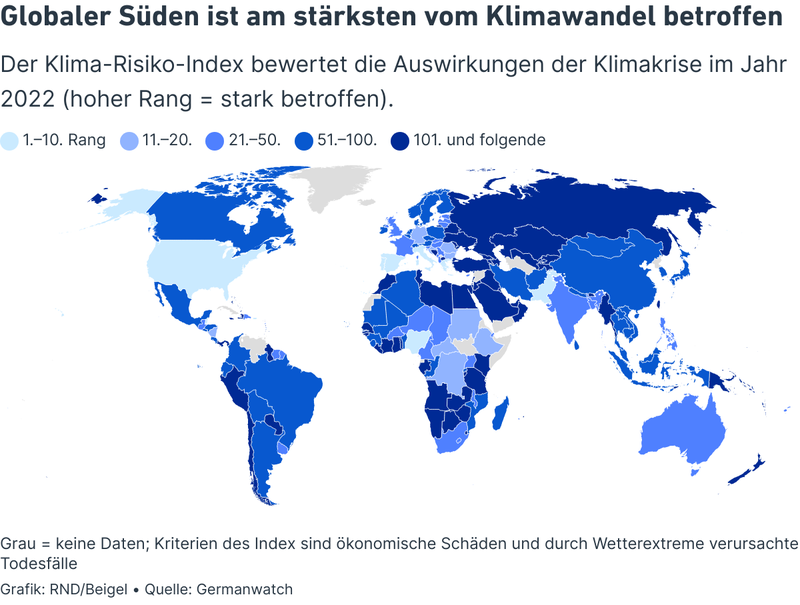 Globaler Süden ist am stärksten vom Klimawandel betroffen
Der Klima-Risiko-Index bewertet die Auswirkungen der Klimakrise im Jahr
2022 (hoher Rang = stark betroffen).
1.–10. Rang 11.–20. 21.–50. 51.–100. 101. und folgende
Grau = keine Daten; Kriterien des Index sind ökonomische Schäden und durch Wetterextreme verursachte
Todesfälle
Grafik: RND/Beigel • Quelle: Germanwatch